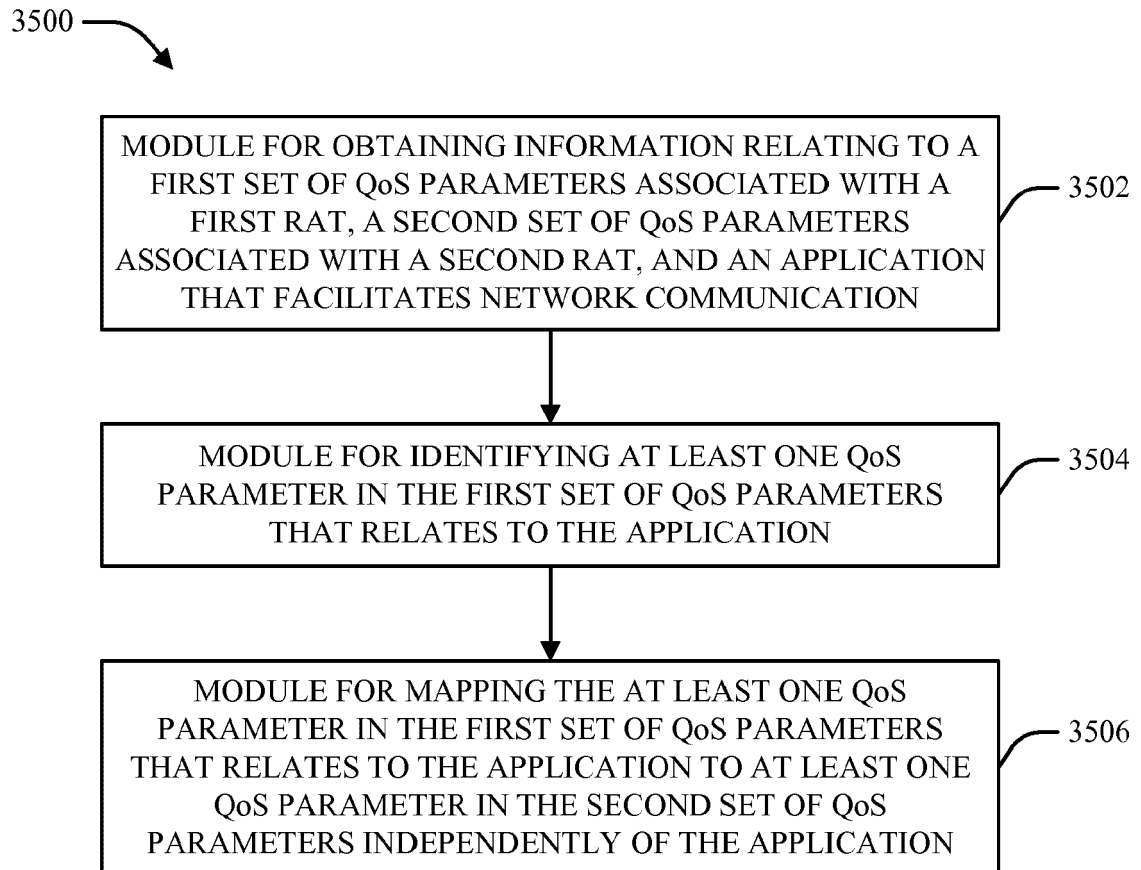 3500
MODULE FOR OBTAINING INFORMATION RELATING TO A
FIRST SET OF QoS PARAMETERS ASSOCIATED WITH A
FIRST RAT, A SECOND SET OF QoS PARAMETERS
ASSOCIATED WITH A SECOND RAT, AND AN APPLICATION
THAT FACILITATES NETWORK COMMUNICATION
3502
MODULE FOR IDENTIFYING AT LEAST ONE QoS
PARAMETER IN THE FIRST SET OF QoS PARAMETERS
THAT RELATES TO THE APPLICATION
3504
MODULE FOR MAPPING THE AT LEAST ONE QoS
PARAMETER IN THE FIRST SET OF QoS PARAMETERS
THAT RELATES TO THE APPLICATION TO AT LEAST ONE
QoS PARAMETER IN THE SECOND SET OF QoS
PARAMETERS INDEPENDENTLY OF THE APPLICATION
3506